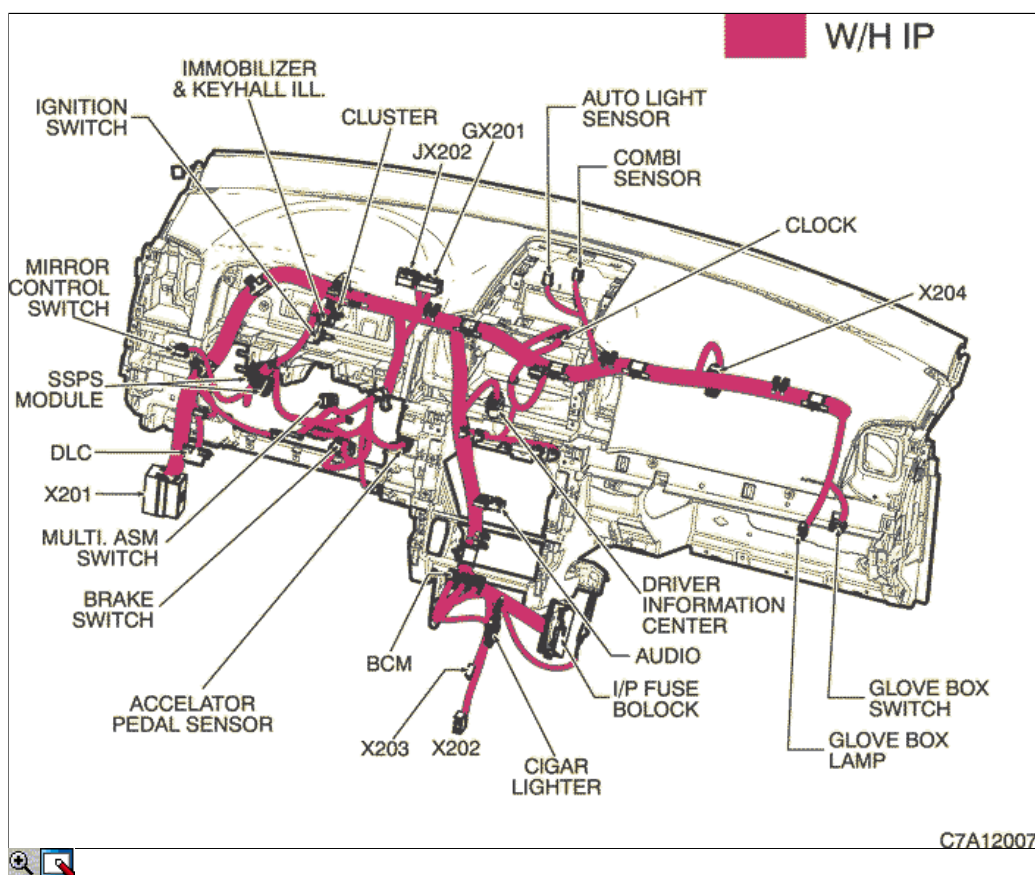 W/H IP
IMMOBILIZER
& KEYHALL ILL.
IGNITION
SWITCH
CLUSTER
GX201
JX202
AUTO LIGHT
SENSOR
COMBI
SENSOR
CLOCK
X204
MIRROR
CONTROL
SWITCH
SSPS
MODULE
DLC
X201
MULTI. ASM
SWITCH
BRAKE
SWITCH
ACCELATOR
PEDAL SENSOR
BCM
X203
X202
CIGAR
LIGHTER
DRIVER
INFORMATION
CENTER
AUDIO
I/P FUSE
BOLOCK
GLOVE BOX
SWITCH
GLOVE BOX
LAMP
C7A12007